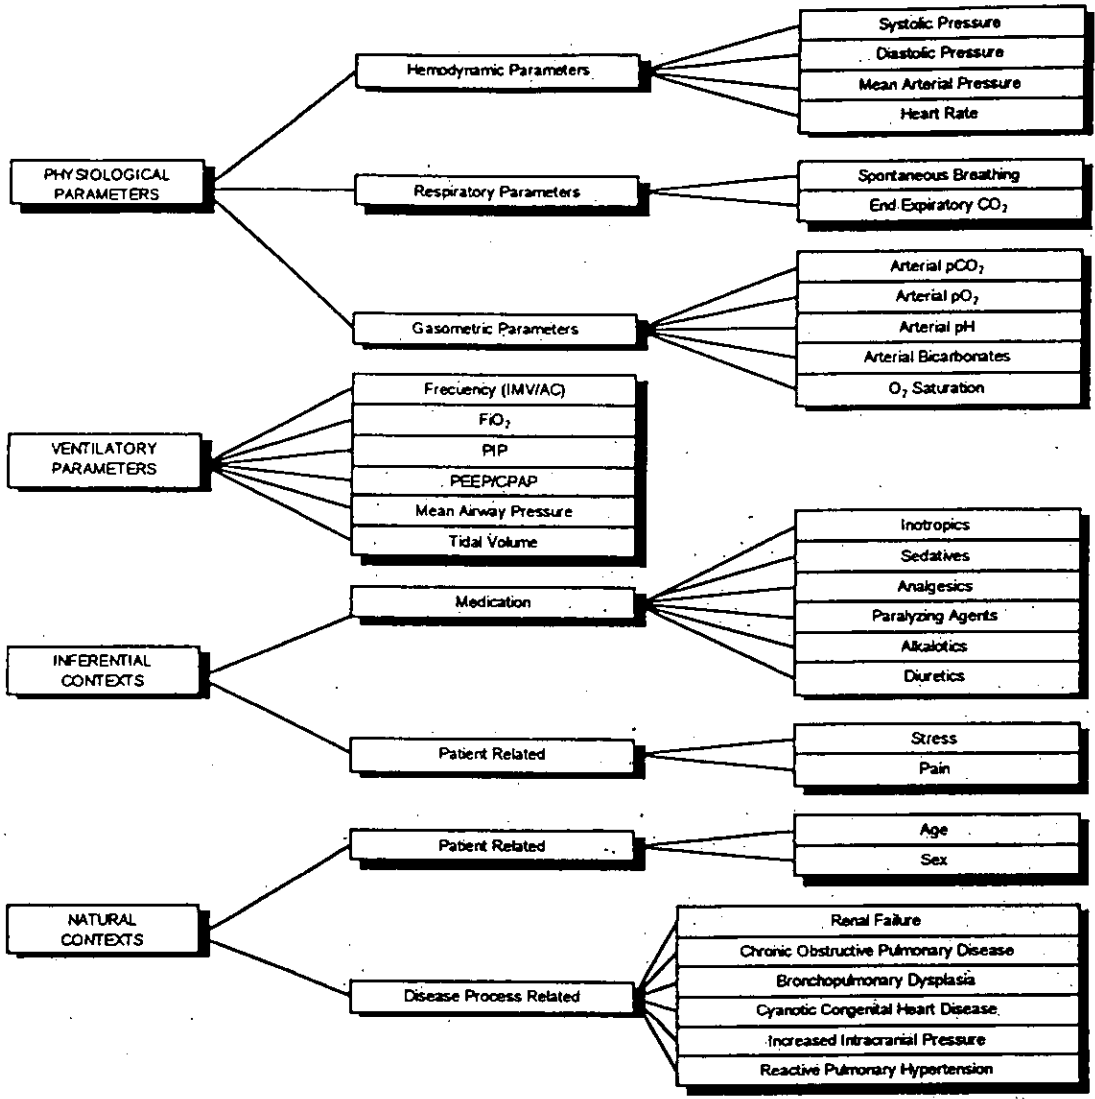 PHYSIOLOGICAL
PARAMETERS
Hemodynamic Parameters
Systolic Pressure
Diastolic Pressure
Mean Arterial Pressure
Heart Rate
Respiratory Parameters
Spontaneous Breathing
End Expiratory CO₂
Gasometric Parameters
Arterial pCO₂
Arterial pO₂
Arterial pH
Arterial Bicarbonates
O₂ Saturation
VENTILATORY
PARAMETERS
Frecuency (IMV/AC)
FiO₂
PIP
PEEP/CPAP
Mean Airway Pressure
Tidal Volume
INFERENTIAL
CONTEXTS
Medication
Inotropics
Sedatives
Analgesics
Paralyzing Agents
Alkalotics
Diuretics
Patient Related
Stress
Pain
NATURAL
CONTEXTS
Patient Related
Age
Sex
Disease Process Related
Renal Failure
Chronic Obstructive Pulmonary Disease
Bronchopulmonary Dysplasia
Cyanotic Congenital Heart Disease
Increased Intracranial Pressure
Reactive Pulmonary Hypertension